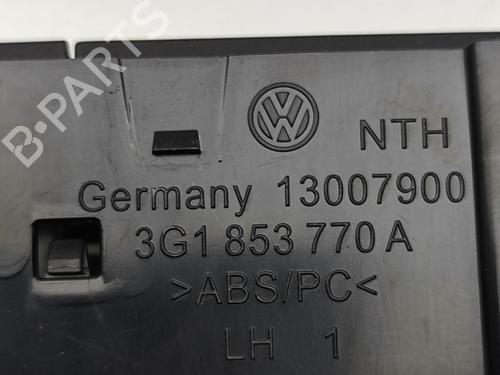 B-PARTS
NTH
Germany 13007900
3G1 853 770 A
>ABS/PC<
LH 1